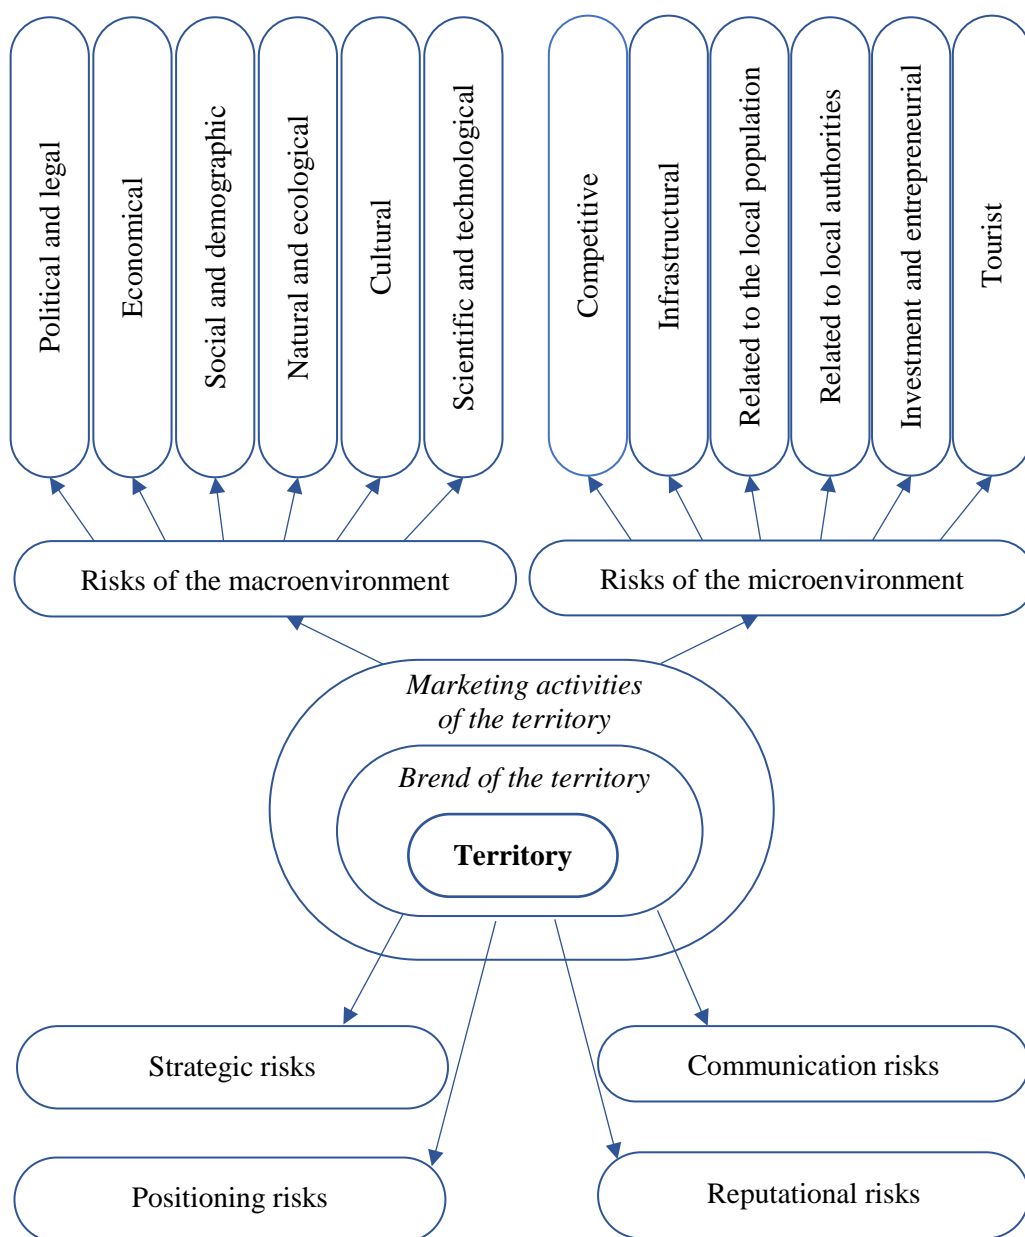 Political and legal
Economical
Social and demographic
Natural and ecological
Cultural
Scientific and technological
Competitive
Infrastructural
Related to the local population
Related to local authorities
Investment and entrepreneurial
Tourist
Risks of the macroenvironment
Risks of the microenvironment
Marketing activities
of the territory
Brend of the territory
Territory
Strategic risks
Communication risks
Positioning risks
Reputational risks